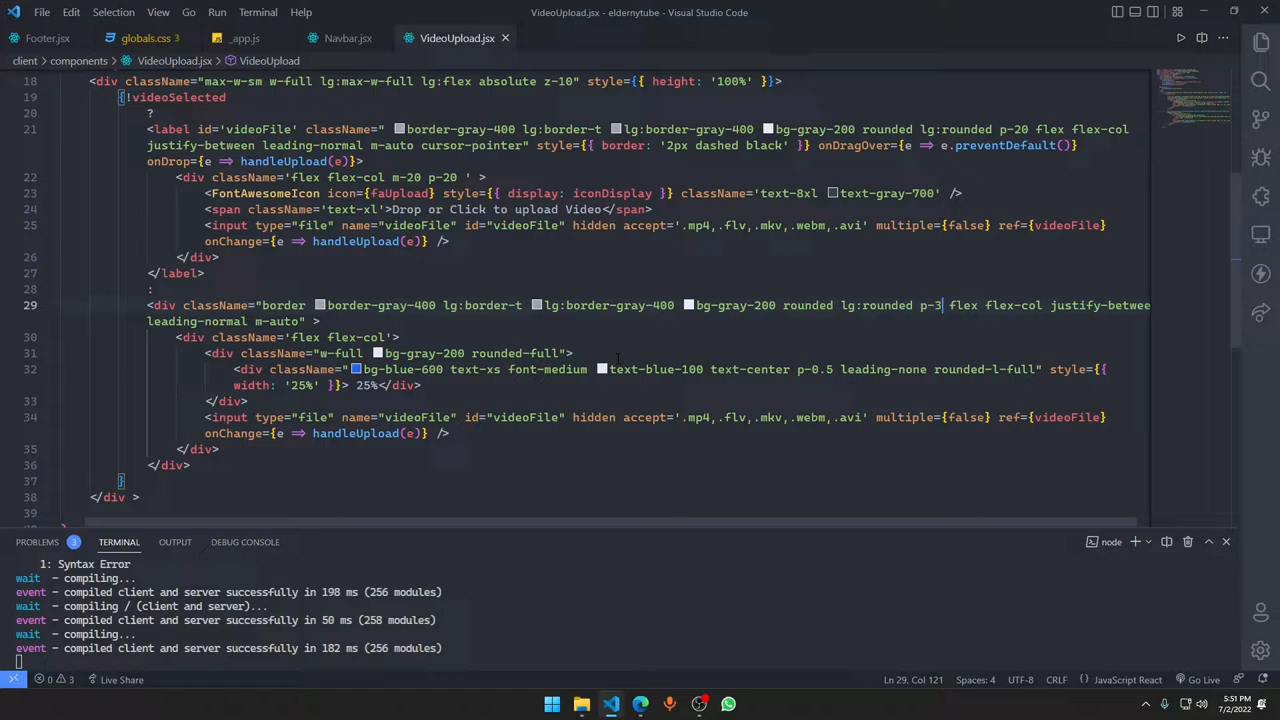 File Edit Selection View Go Run Terminal Help
VideoUpload.jsx - eldernytube - Visual Studio Code
Footer.jsx
globals.css 3
_app.js
Navbar.jsx
VideoUpload.jsx
client > components > VideoUpload.jsx > VideoUpload
18 <div className="max-w-sm w-full lg:max-w-full lg:flex absolute z-10" style={{ height: '100%' }}>
19 {!videoSelected
20 ?
21 <label id='videoFile' className=" border-gray-400 lg:border-t lg:border-gray-400 bg-gray-200 rounded lg:rounded p-20 flex flex-col
justify-between leading-normal m-auto cursor-pointer" style={{ border: '2px dashed black' }} onDragOver={e => e.preventDefault()}
onDrop={e => handleUpload(e)}>
22 <div className='flex flex-col m-20 p-20 ' >
23 <FontAwesomeIcon icon={faUpload} style={{ display: iconDisplay }} className='text-8xl text-gray-700' />
24 <span className='text-xl'>Drop or Click to upload Video</span>
25 <input type="file" name="videoFile" id="videoFile" hidden accept='.mp4,.flv,.mkv,.webm,.avi' multiple={false} ref={videoFile}
onChange={e => handleUpload(e)} />
26 </div>
27 </label>
28 :
29 <div className="border border-gray-400 lg:border-t lg:border-gray-400 bg-gray-200 rounded lg:rounded p-3 flex flex-col justify-betwee
leading-normal m-auto" >
30 <div className='flex flex-col'>
31 <div className="w-full bg-gray-200 rounded-full">
32 <div className=" bg-blue-600 text-xs font-medium text-blue-100 text-center p-0.5 leading-none rounded-l-full" style={{
width: '25%' }}> 25%</div>
33 </div>
34 <input type="file" name="videoFile" id="videoFile" hidden accept='.mp4,.flv,.mkv,.webm,.avi' multiple={false} ref={videoFile}
onChange={e => handleUpload(e)} />
35 </div>
36 </div>
37 }
38 </div >
PROBLEMS 3 TERMINAL OUTPUT DEBUG CONSOLE
node
1: Syntax Error
wait - compiling...
event - compiled client and server successfully in 198 ms (256 modules)
wait - compiling / (client and server)...
event - compiled client and server successfully in 50 ms (258 modules)
wait - compiling...
event - compiled client and server successfully in 182 ms (256 modules)
0 3 Live Share
Ln 29, Col 121 Spaces: 4 UTF-8 CRLF {} JavaScript React Go Live
5:51 PM
7/2/2022